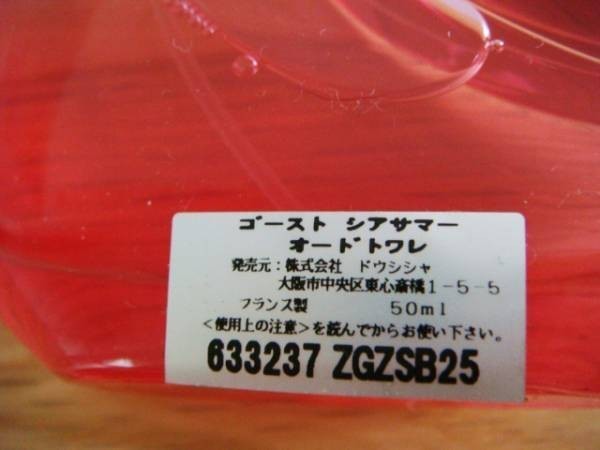 ゴースト シアサマー
オードトワレ
発売元：株式会社 ドウシシャ
大阪市中央区東心斎橋1-5-5
フランス製 50ml
<使用上の注意>を読んでからお使い下さい。
633237 ZGZSB25